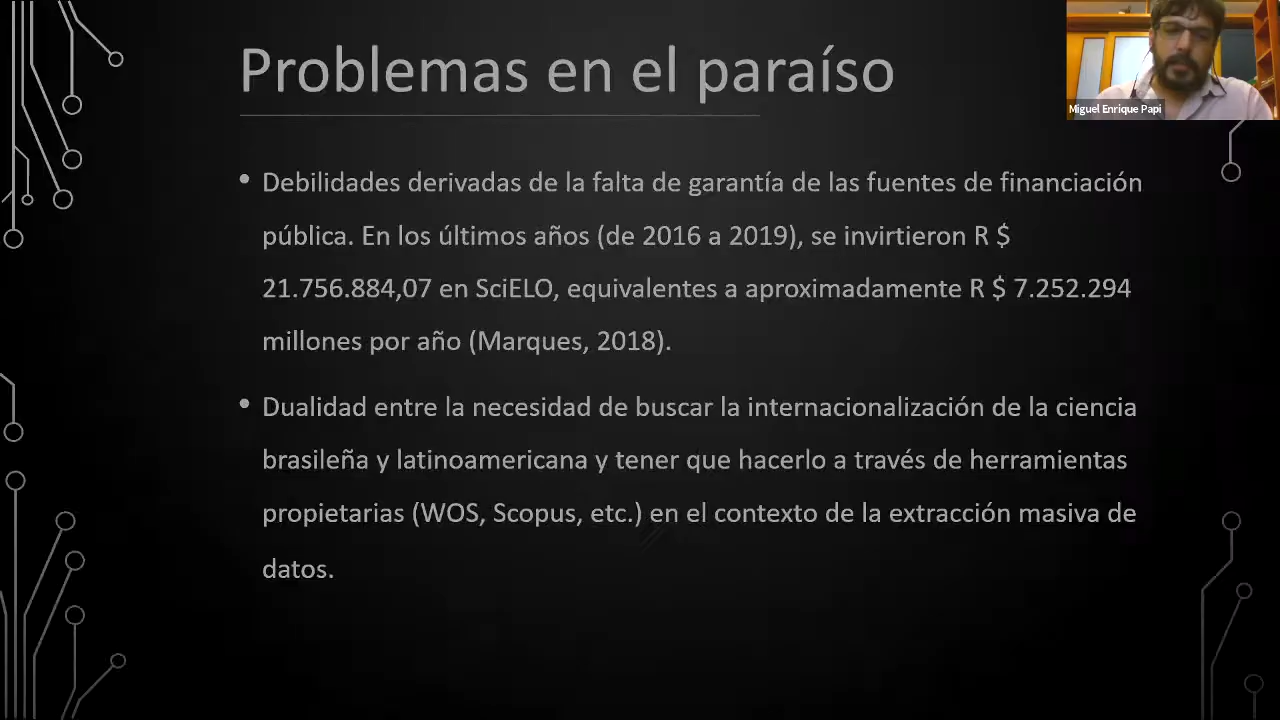 Problemas en el paraíso
Miguel Enrique Papi
• Debilidades derivadas de la falta de garantía de las fuentes de financiación
pública. En los últimos años (de 2016 a 2019), se invirtieron R $
21.756.884,07 en SciELO, equivalentes a aproximadamente R $ 7.252.294
millones por año (Marques, 2018).
• Dualidad entre la necesidad de buscar la internacionalización de la ciencia
brasileña y latinoamericana y tener que hacerlo a través de herramientas
propietarias (WOS, Scopus, etc.) en el contexto de la extracción masiva de
datos.